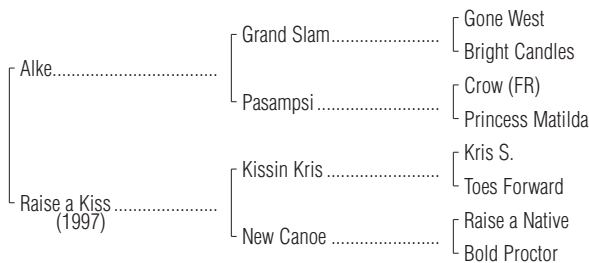 Gone West
Grand Slam........................
Bright Candles
Alke....................................
Crow (FR)
Pasampsi...........................
Princess Matilda
Kris S.
Kissin Kris.........................
Toes Forward
Raise a Kiss.......................
(1997)
Raise a Native
New Canoe........................
Bold Proctor